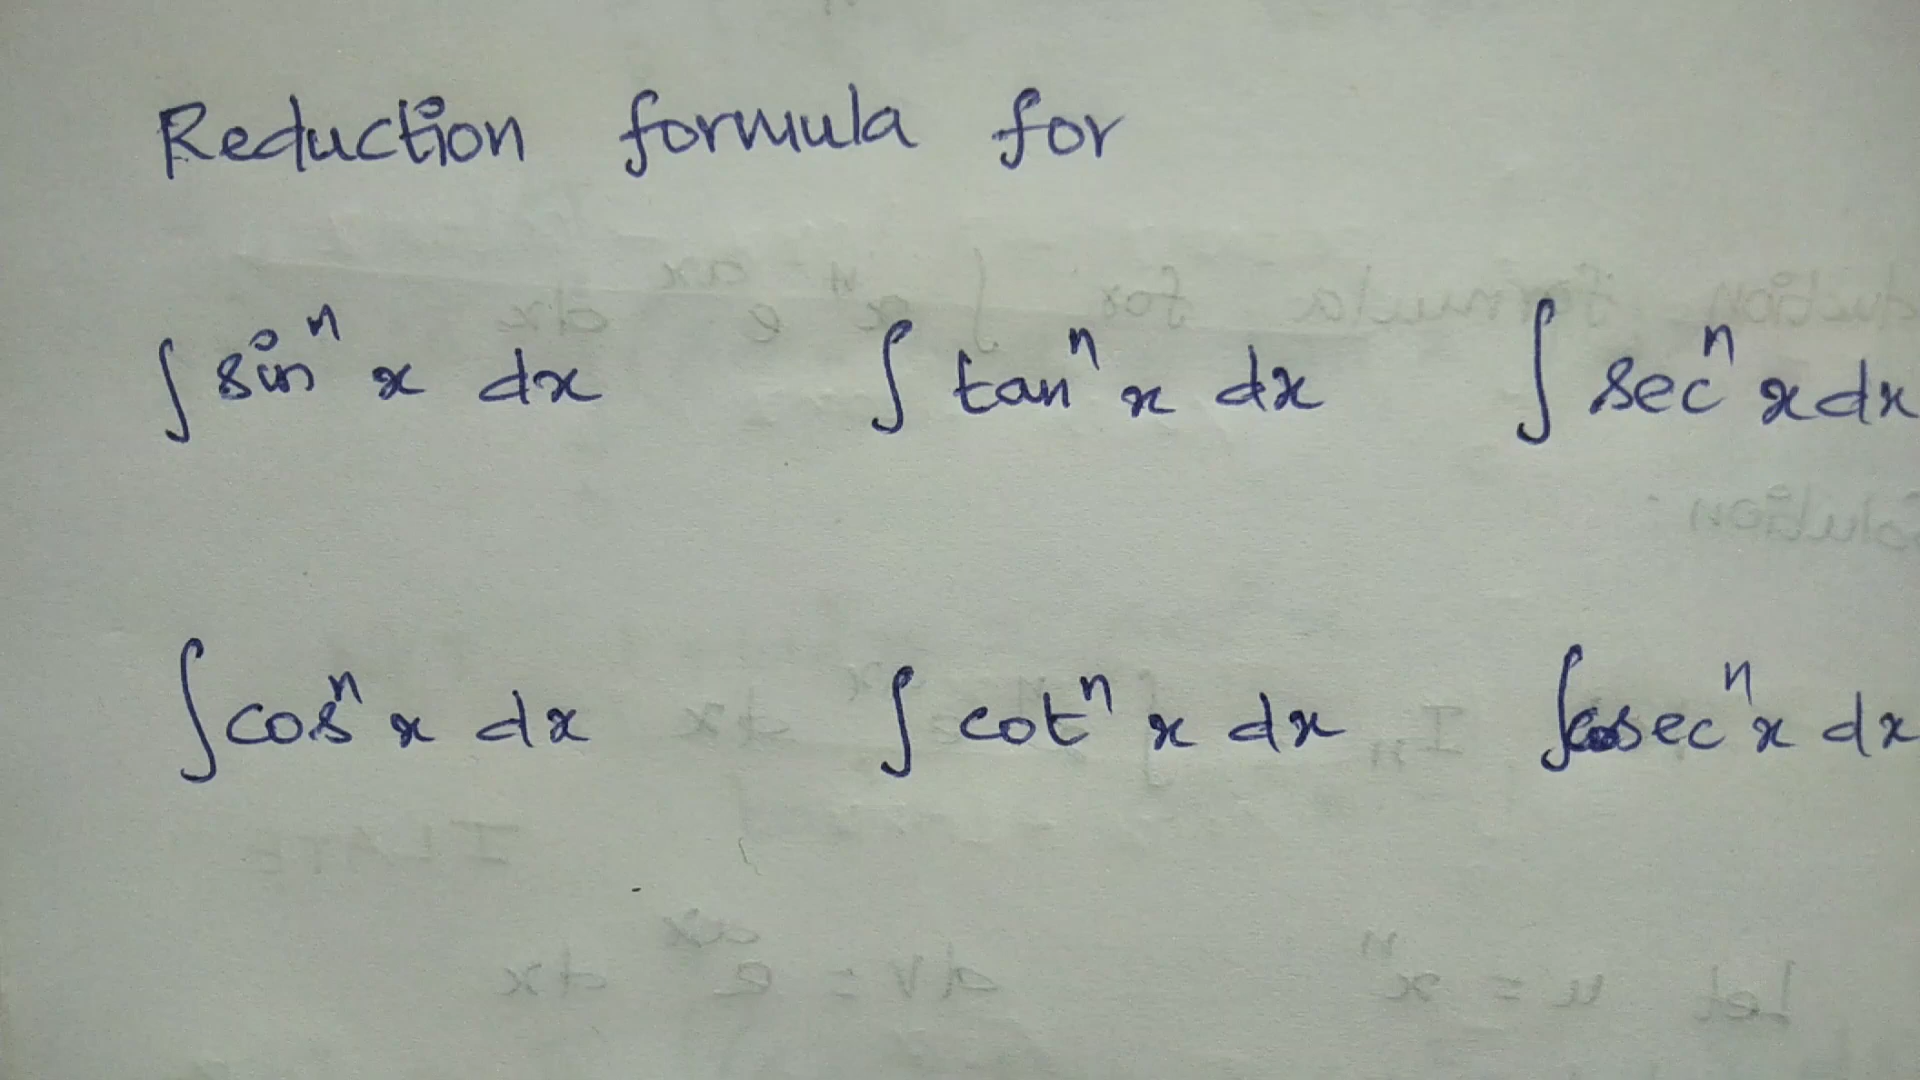 Reduction formula for
∫ sinⁿ x dx ∫ tanⁿ x dx ∫ secⁿ x dx
∫ cosⁿ x dx ∫ cotⁿ x dx ∫ cosecⁿ x dx